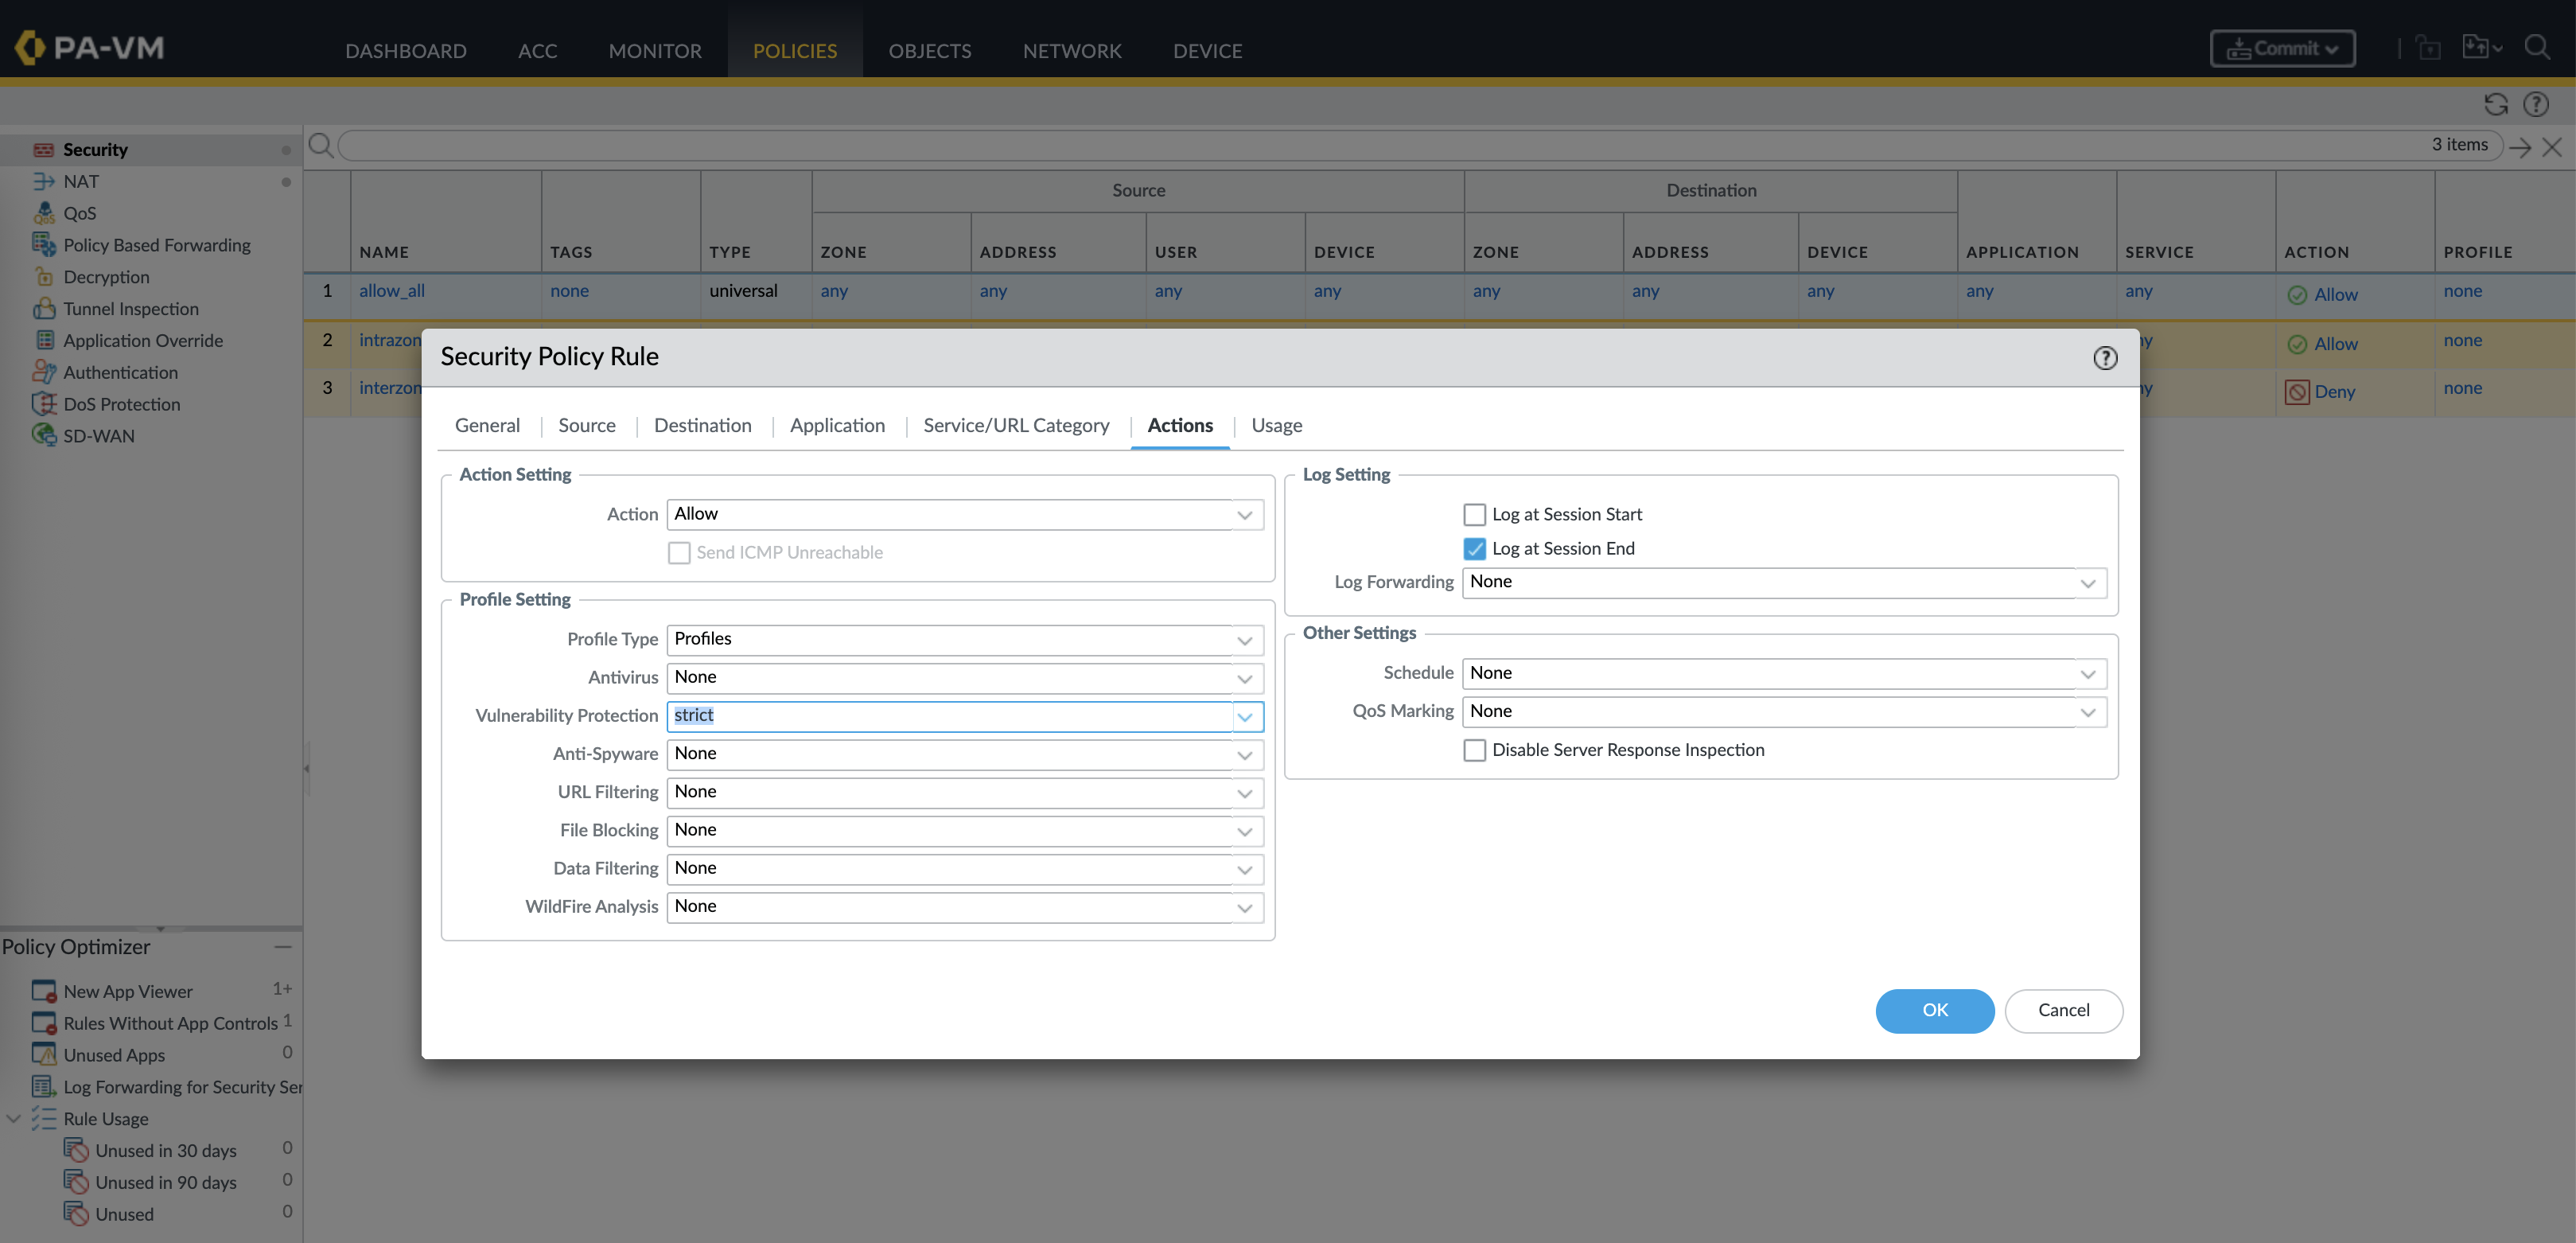 PA-VM
DASHBOARD ACC MONITOR POLICIES OBJECTS NETWORK DEVICE
Commit
Security
NAT
QoS
Policy Based Forwarding
Decryption
Tunnel Inspection
Application Override
Authentication
DoS Protection
SD-WAN
3 items
Source Destination
NAME TAGS TYPE ZONE ADDRESS USER DEVICE ZONE ADDRESS DEVICE APPLICATION SERVICE ACTION PROFILE
1 allow_all none universal any any any any any any any any any Allow none
2 intrazon ny Allow none
3 interzon ny Deny none
Security Policy Rule
General Source Destination Application Service/URL Category Actions Usage
Action Setting
Action Allow
Send ICMP Unreachable
Profile Setting
Profile Type Profiles
Antivirus None
Vulnerability Protection strict
Anti-Spyware None
URL Filtering None
File Blocking None
Data Filtering None
WildFire Analysis None
Log Setting
Log at Session Start
Log at Session End
Log Forwarding None
Other Settings
Schedule None
QoS Marking None
Disable Server Response Inspection
OK Cancel
Policy Optimizer
New App Viewer 1+
Rules Without App Controls 1
Unused Apps 0
Log Forwarding for Security Ser
Rule Usage
Unused in 30 days 0
Unused in 90 days 0
Unused 0